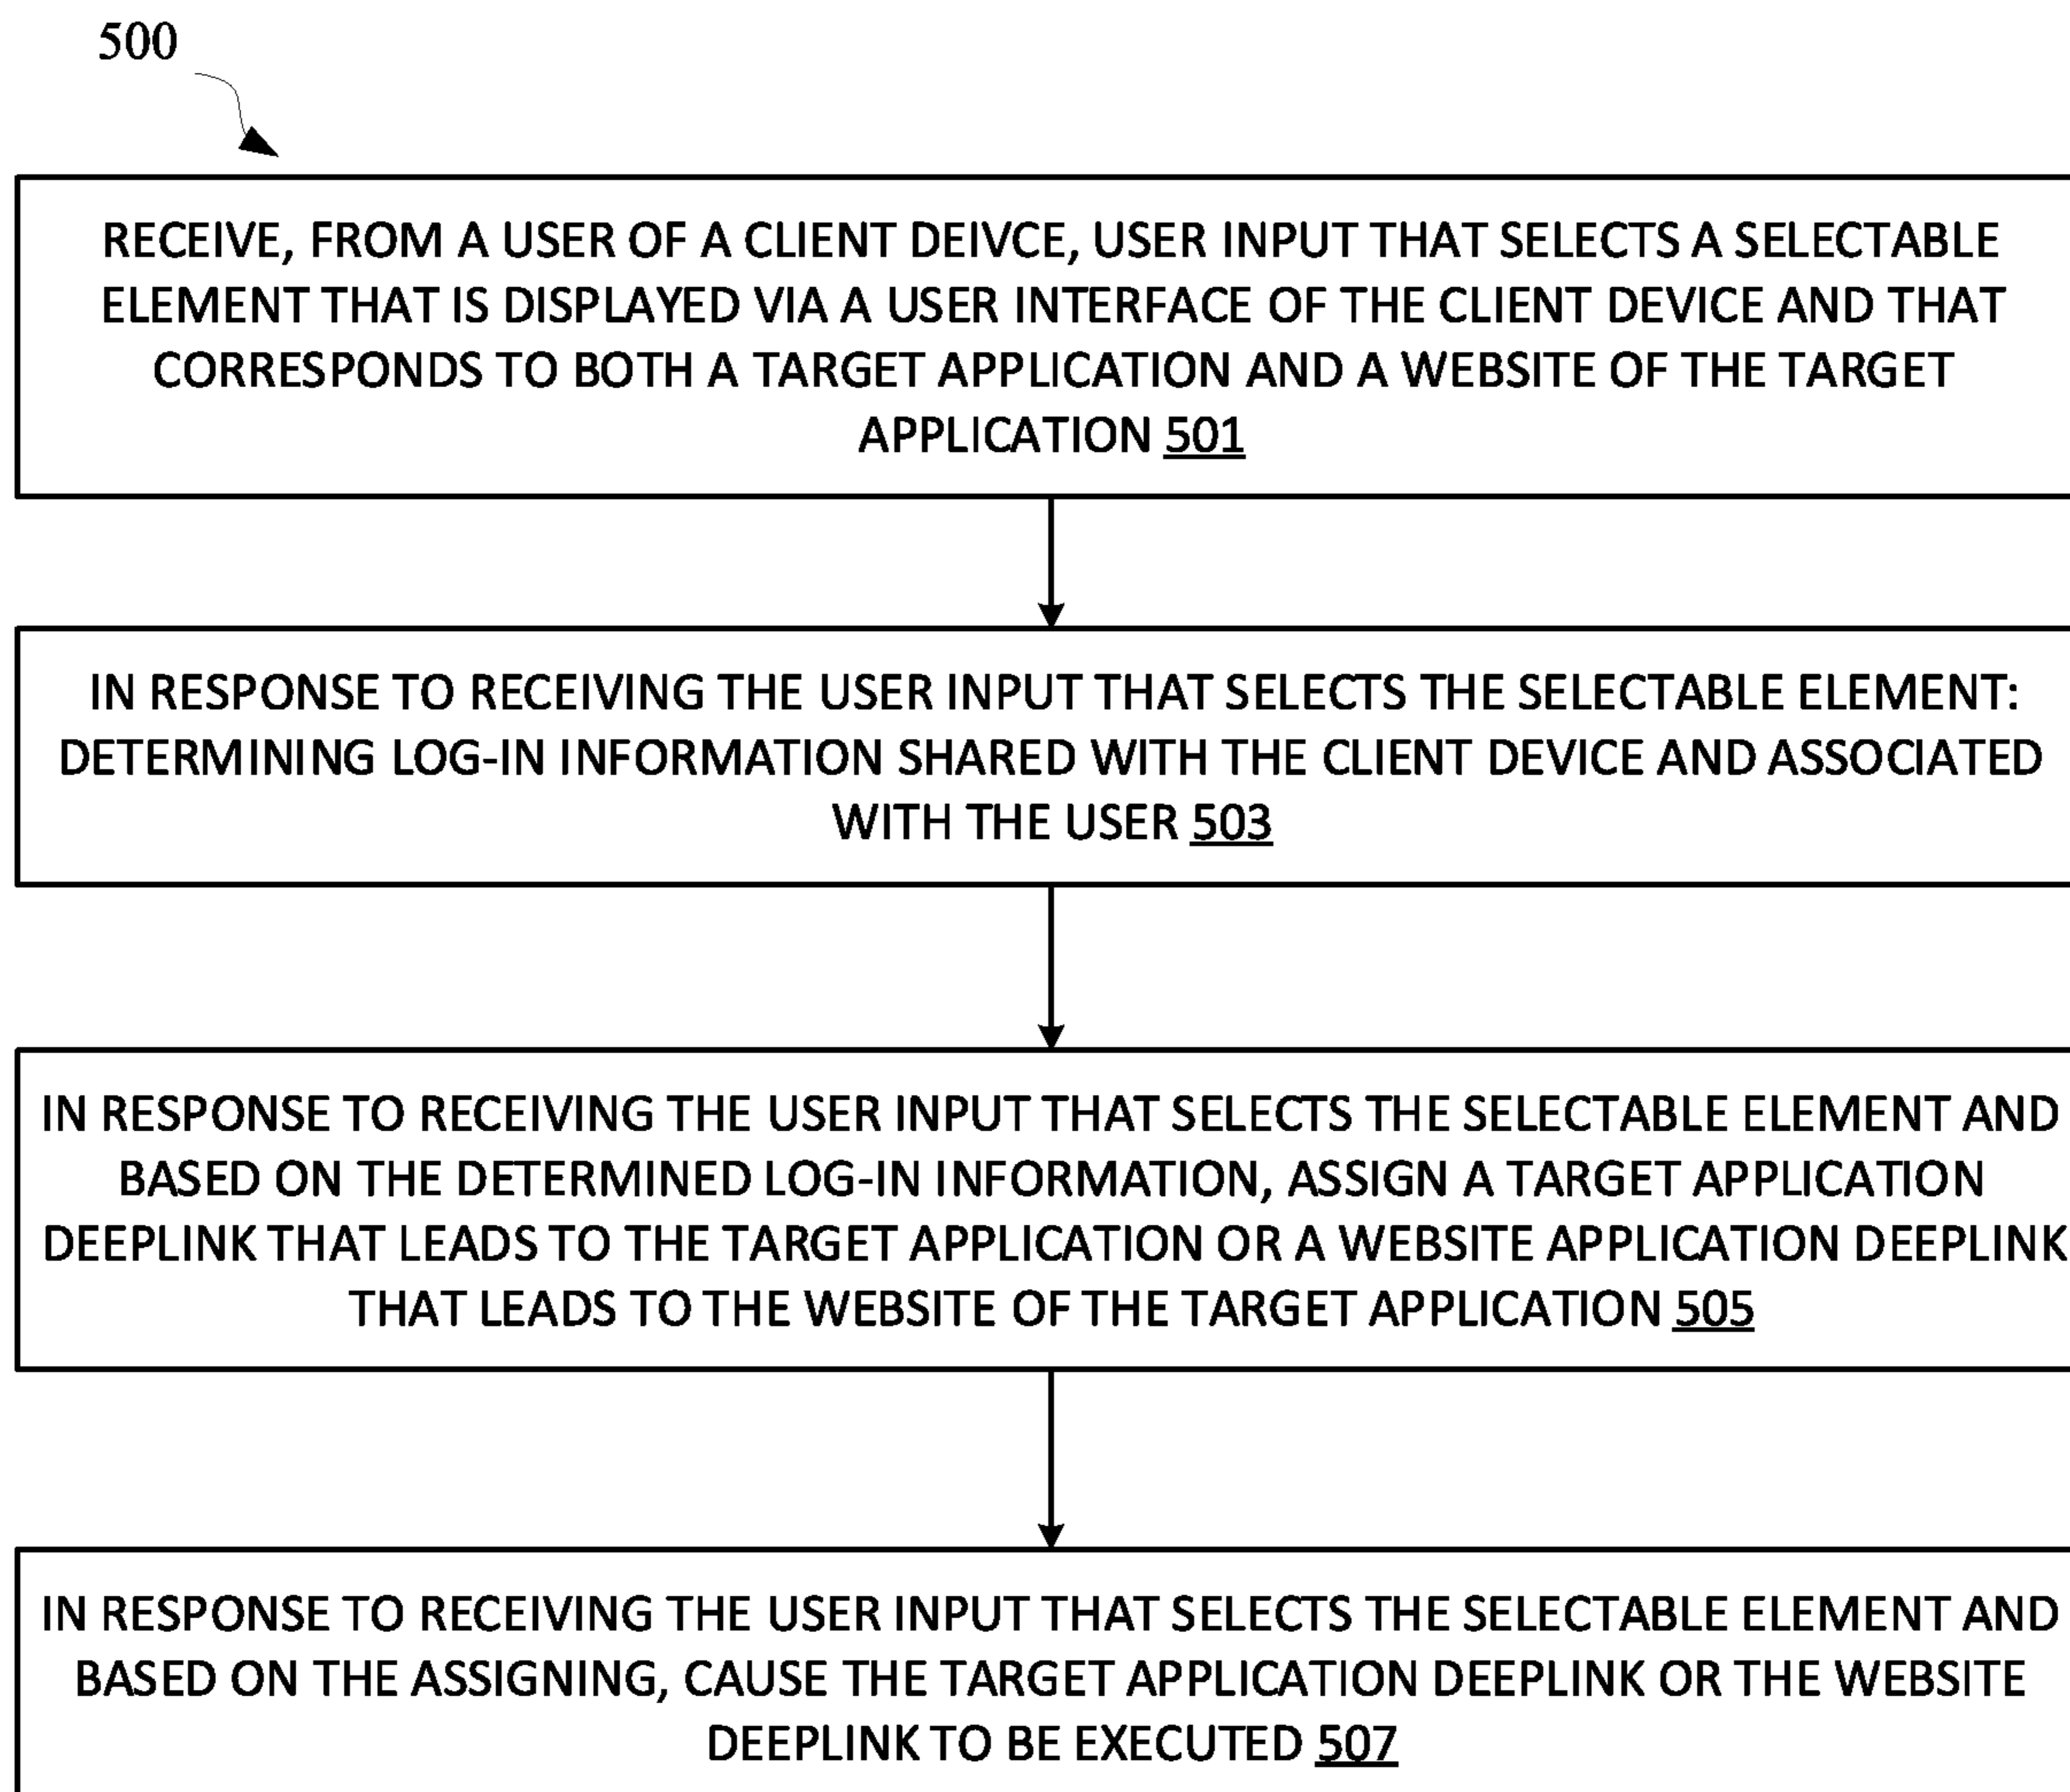 500
RECEIVE, FROM A USER OF A CLIENT DEIVCE, USER INPUT THAT SELECTS A SELECTABLE
ELEMENT THAT IS DISPLAYED VIA A USER INTERFACE OF THE CLIENT DEVICE AND THAT
CORRESPONDS TO BOTH A TARGET APPLICATION AND A WEBSITE OF THE TARGET
APPLICATION 501
IN RESPONSE TO RECEIVING THE USER INPUT THAT SELECTS THE SELECTABLE ELEMENT:
DETERMINING LOG-IN INFORMATION SHARED WITH THE CLIENT DEVICE AND ASSOCIATED
WITH THE USER 503
IN RESPONSE TO RECEIVING THE USER INPUT THAT SELECTS THE SELECTABLE ELEMENT AND
BASED ON THE DETERMINED LOG-IN INFORMATION, ASSIGN A TARGET APPLICATION
DEEPLINK THAT LEADS TO THE TARGET APPLICATION OR A WEBSITE APPLICATION DEEPLINK
THAT LEADS TO THE WEBSITE OF THE TARGET APPLICATION 505
IN RESPONSE TO RECEIVING THE USER INPUT THAT SELECTS THE SELECTABLE ELEMENT AND
BASED ON THE ASSIGNING, CAUSE THE TARGET APPLICATION DEEPLINK OR THE WEBSITE
DEEPLINK TO BE EXECUTED 507